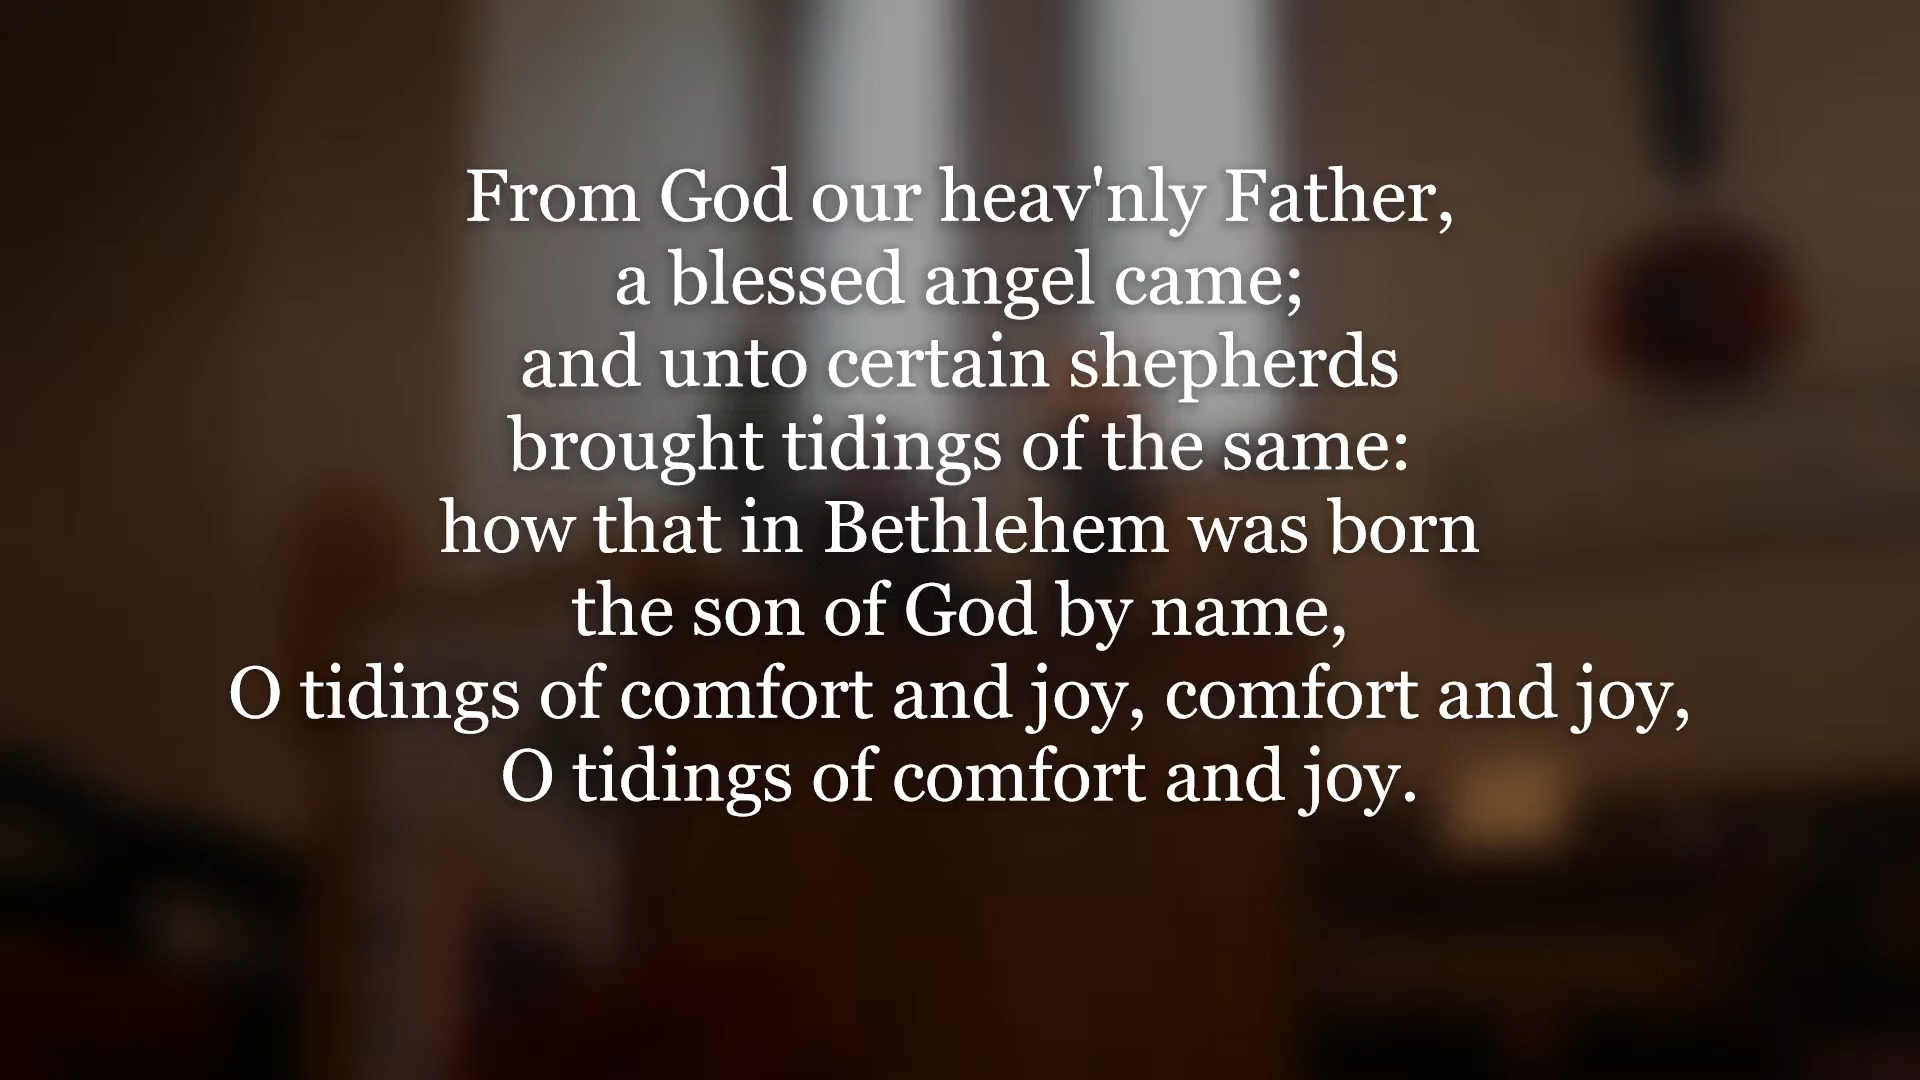 From God our heav'nly Father,
a blessed angel came;
and unto certain shepherds
brought tidings of the same:
how that in Bethlehem was born
the son of God by name,
O tidings of comfort and joy, comfort and joy,
O tidings of comfort and joy.